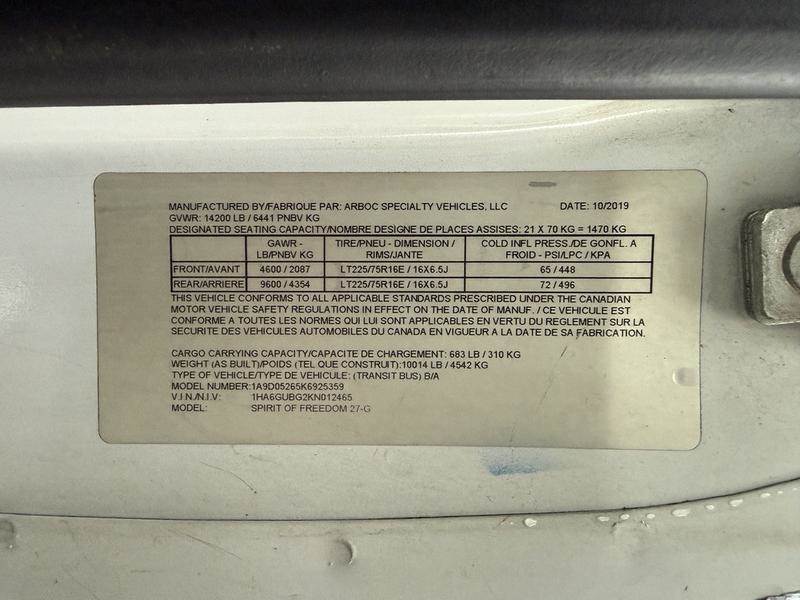 MANUFACTURED BY/FABRIQUE PAR: ARBOC SPECIALTY VEHICLES, LLC DATE: 10/2019
GVWR: 14200 LB / 6441 PNBV KG
DESIGNATED SEATING CAPACITY/NOMBRE DESIGNE DE PLACES ASSISES: 21 X 70 KG = 1470 KG
GAWR - TIRE/PNEU - DIMENSION / COLD INFL PRESS./DE GONFL. A
LB/PNBV KG RIMS/JANTE FROID - PSI/LPC / KPA
FRONT/AVANT 4600 / 2087 LT225/75R16E / 16X6.5J 65 / 448
REAR/ARRIERE 9600 / 4354 LT225/75R16E / 16X6.5J 72 / 496
THIS VEHICLE CONFORMS TO ALL APPLICABLE STANDARDS PRESCRIBED UNDER THE CANADIAN
MOTOR VEHICLE SAFETY REGULATIONS IN EFFECT ON THE DATE OF MANUF. / CE VEHICULE EST
CONFORME A TOUTES LES NORMES QUI LUI SONT APPLICABLES EN VERTU DU REGLEMENT SUR LA
SECURITE DES VEHICULES AUTOMOBILES DU CANADA EN VIGUEUR A LA DATE DE SA FABRICATION.
CARGO CARRYING CAPACITY/CAPACITE DE CHARGEMENT: 683 LB / 310 KG
WEIGHT (AS BUILT)/POIDS (TEL QUE CONSTRUIT):10014 LB / 4542 KG
TYPE OF VEHICLE/TYPE DE VEHICULE: (TRANSIT BUS) B/A
MODEL NUMBER:1A9D05265K6925359
V.I.N./N.I.V: 1HA6GUBG2KN012465
MODEL: SPIRIT OF FREEDOM 27-G